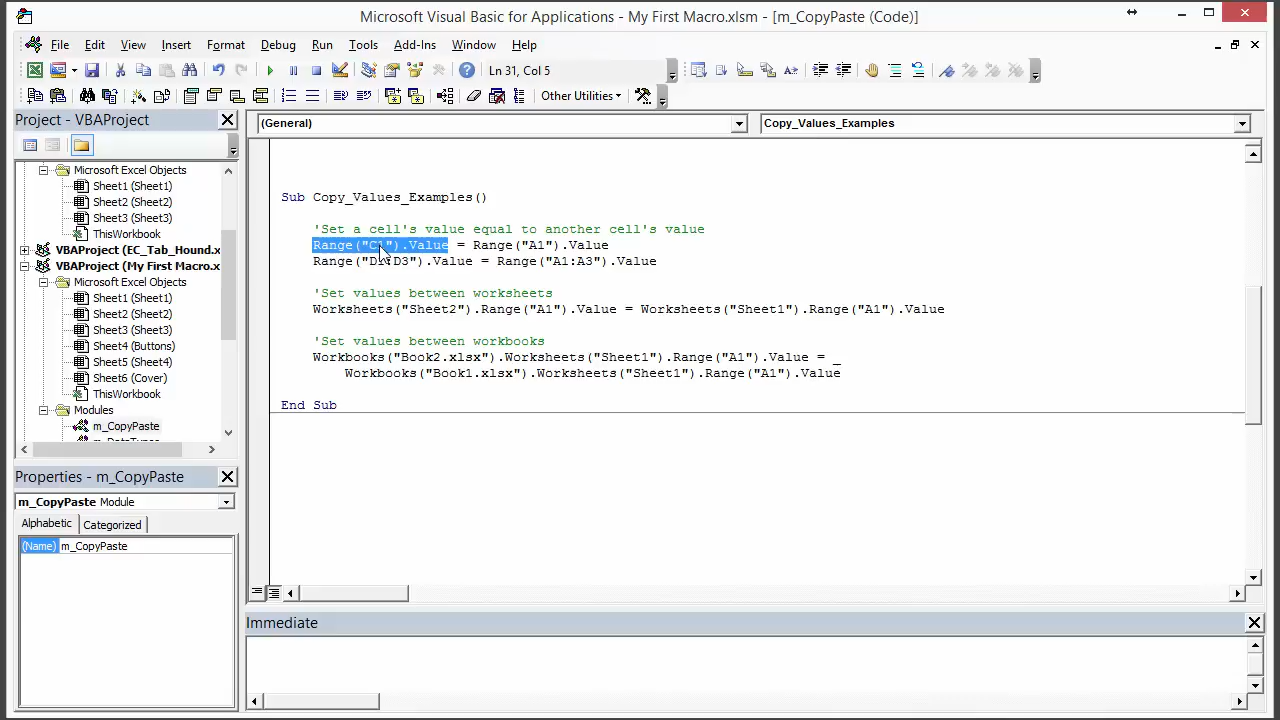 Microsoft Visual Basic for Applications - My First Macro.xlsm - [m_CopyPaste (Code)]
File Edit View Insert Format Debug Run Tools Add-Ins Window Help
Ln 31, Col 5
Other Utilities
Project - VBAProject
(General)
Copy_Values_Examples
Microsoft Excel Objects
Sheet1 (Sheet1)
Sheet2 (Sheet2)
Sheet3 (Sheet3)
ThisWorkbook
VBAProject (EC_Tab_Hound.x
VBAProject (My First Macro.x
Microsoft Excel Objects
Sheet1 (Sheet1)
Sheet2 (Sheet2)
Sheet3 (Sheet3)
Sheet4 (Buttons)
Sheet5 (Sheet4)
Sheet6 (Cover)
ThisWorkbook
Modules
m_CopyPaste
Sub Copy_Values_Examples()
'Set a cell's value equal to another cell's value
Range("C1").Value = Range("A1").Value
Range("D1:D3").Value = Range("A1:A3").Value
'Set values between worksheets
Worksheets("Sheet2").Range("A1").Value = Worksheets("Sheet1").Range("A1").Value
'Set values between workbooks
Workbooks("Book2.xlsx").Worksheets("Sheet1").Range("A1").Value = _
Workbooks("Book1.xlsx").Worksheets("Sheet1").Range("A1").Value
End Sub
Properties - m_CopyPaste
m_CopyPaste Module
Alphabetic Categorized
(Name) m_CopyPaste
Immediate